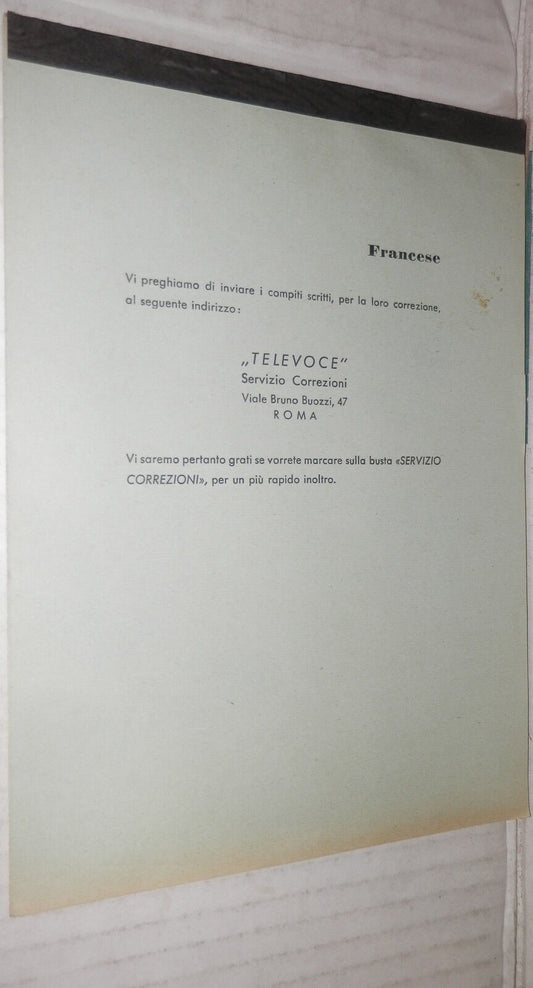 Francese
Vi preghiamo di inviare i compiti scritti, per la loro correzione,
al seguente indirizzo:
„TELEVOCE”
Servizio Correzioni
Viale Bruno Buozzi, 47
ROMA
Vi saremo pertanto grati se vorrete marcare sulla busta «SERVIZIO
CORREZIONI», per un più rapido inoltro.